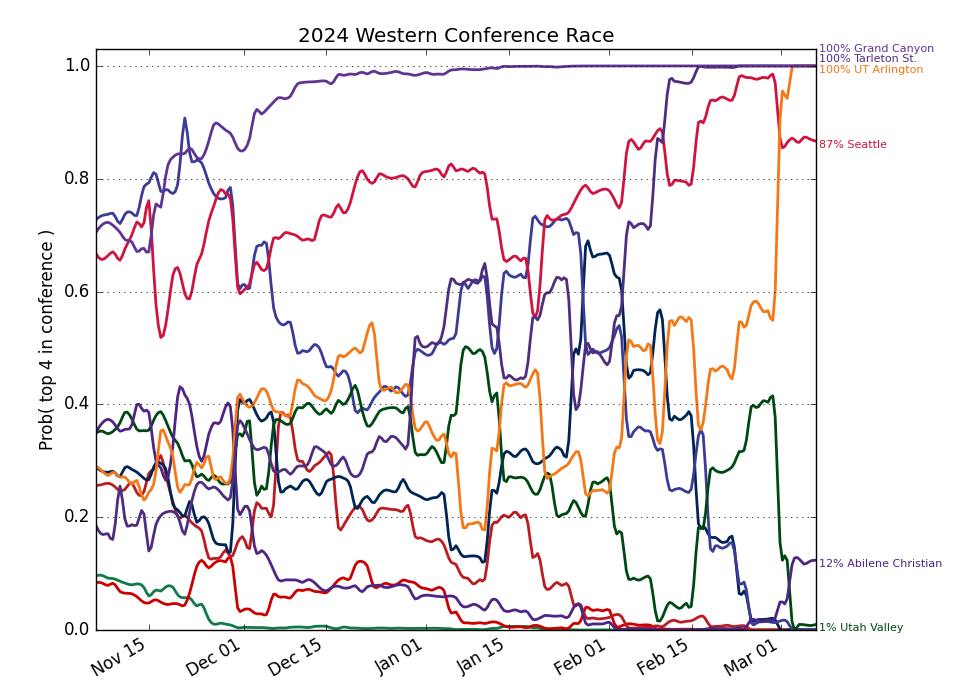 2024 Western Conference Race
Prob( top 4 in conference )
1.0
0.8
0.6
0.4
0.2
0.0
Nov 15
Dec 01
Dec 15
Jan 01
Jan 15
Feb 01
Feb 15
Mar 01
100% Grand Canyon
100% Tarleton St.
100% UT Arlington
87% Seattle
12% Abilene Christian
1% Utah Valley